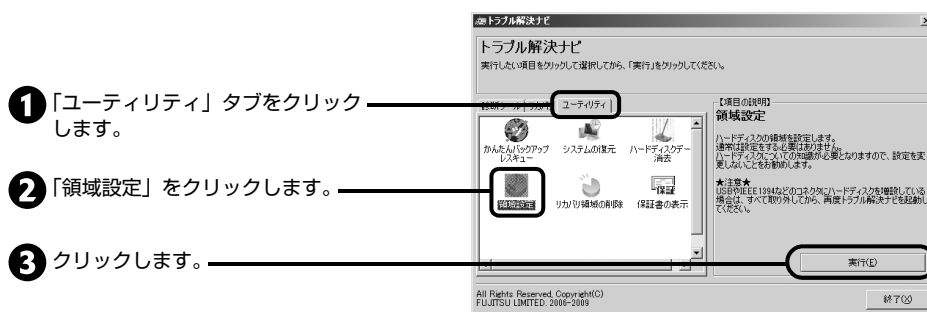 トラブル解決ナビ
トラブル解決ナビ
実行したい項目をクリックして選択してから、「実行」をクリックしてください。
1 「ユーティリティ」タブをクリック
します。
ユーティリティ
かんたんバックアップ
レスキュー
システムの復元
ハードディスクデータ
消去
2 「領域設定」をクリックします。
領域設定
リカバリ領域の削除
保証書の表示
【項目の説明】
領域設定
ハードディスクの領域を設定します。
通常は設定をする必要はありません。
ハードディスクについての知識が必要となりますので、設定を変
更しないことをお勧めします。
★注意★
USBやIEEE1394などのコネクタにハードディスクを増設している
場合は、すべて取り外してから、再度トラブル解決ナビを起動し
てください。
3 クリックします。
実行(E)
All Rights Reserved, Copyright(C)
FUJITSU LIMITED. 2006-2009
終了(X)